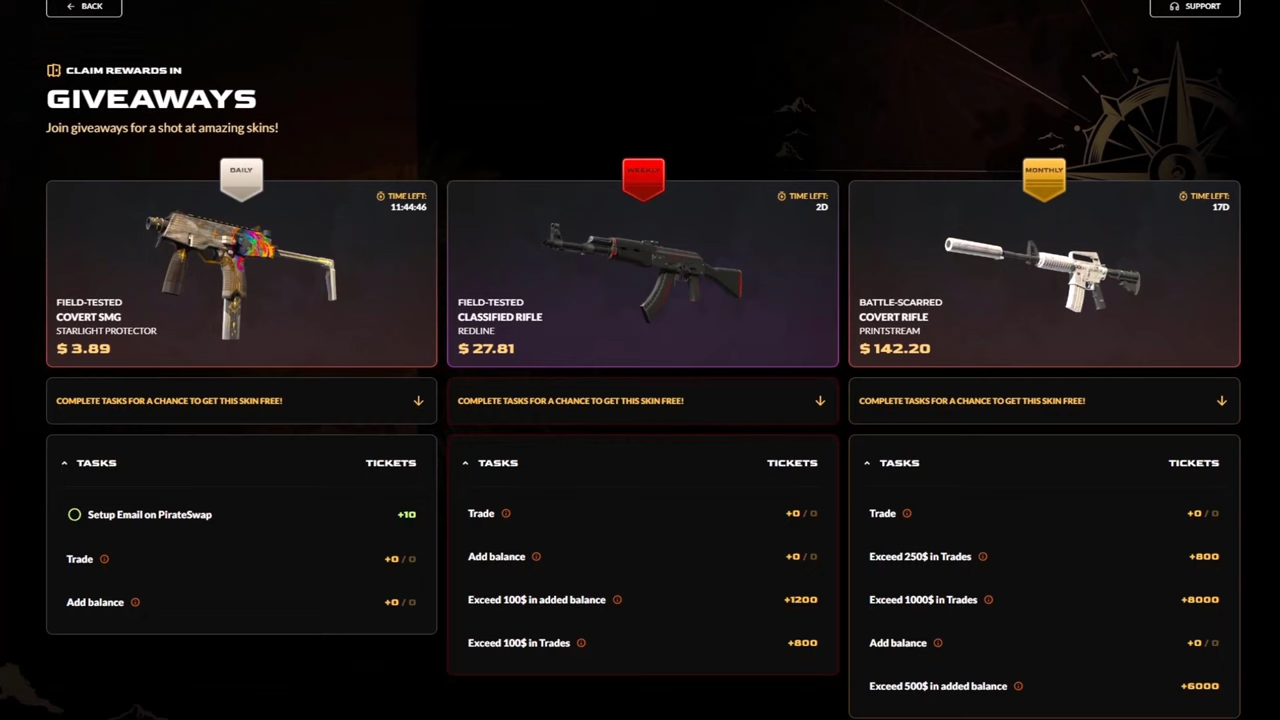 BACK
SUPPORT
CLAIM REWARDS IN
GIVEAWAYS
Join giveaways for a shot at amazing skins!
DAILY
TIME LEFT:
11:44:46
FIELD-TESTED
COVERT SMG
STARLIGHT PROTECTOR
$ 3.89
WEEKLY
TIME LEFT:
2D
FIELD-TESTED
CLASSIFIED RIFLE
REDLINE
$ 27.81
MONTHLY
TIME LEFT:
17D
BATTLE-SCARRED
COVERT RIFLE
PRINTSTREAM
$ 142.20
COMPLETE TASKS FOR A CHANCE TO GET THIS SKIN FREE!
COMPLETE TASKS FOR A CHANCE TO GET THIS SKIN FREE!
COMPLETE TASKS FOR A CHANCE TO GET THIS SKIN FREE!
TASKS TICKETS
Setup Email on PirateSwap +10
Trade +0 / 0
Add balance +0 / 0
TASKS TICKETS
Trade +0 / 0
Add balance +0 / 0
Exceed 100$ in added balance +1200
Exceed 100$ in Trades +800
TASKS TICKETS
Trade +0 / 0
Exceed 250$ in Trades +800
Exceed 1000$ in Trades +8000
Add balance +0 / 0
Exceed 500$ in added balance +6000